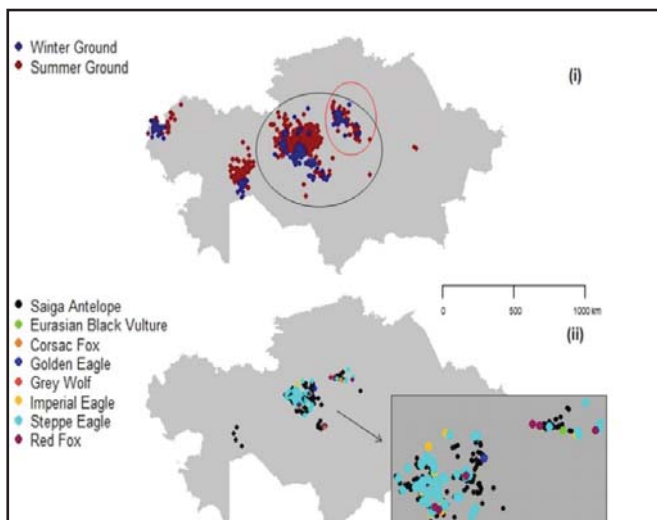 Winter Ground
Summer Ground
(i)
Saiga Antelope
Eurasian Black Vulture
Corsac Fox
Golden Eagle
Grey Wolf
Imperial Eagle
Steppe Eagle
Red Fox
0 500 1000 km
(ii)